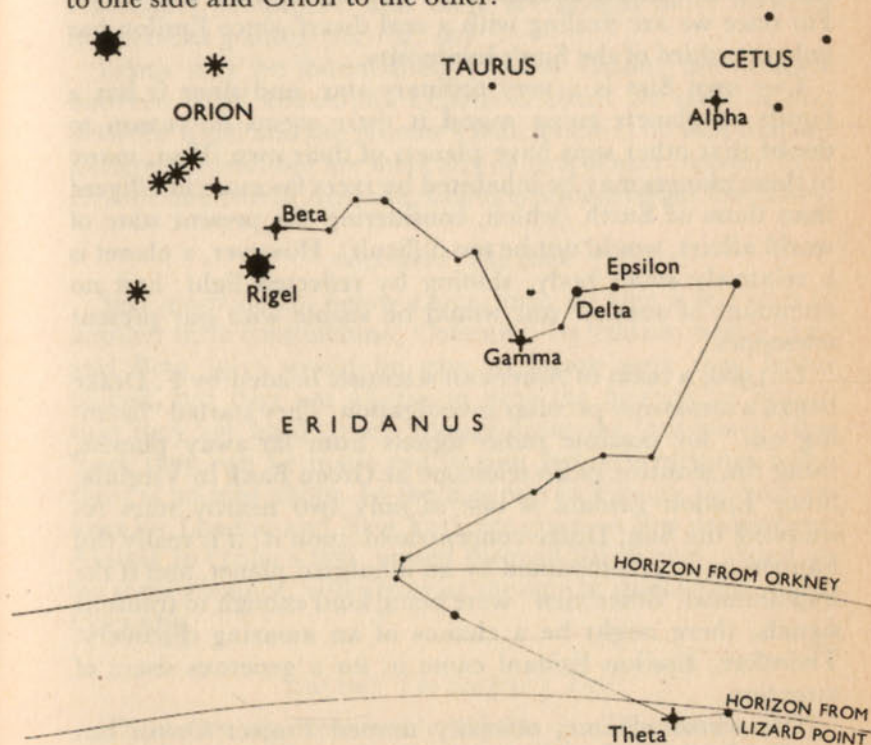 to one side and Orion to the other.
TAURUS
CETUS
Alpha
ORION
Beta
Rigel
Epsilon
Delta
Gamma
ERIDANUS
HORIZON FROM ORKNEY
HORIZON FROM
LIZARD POINT
Theta